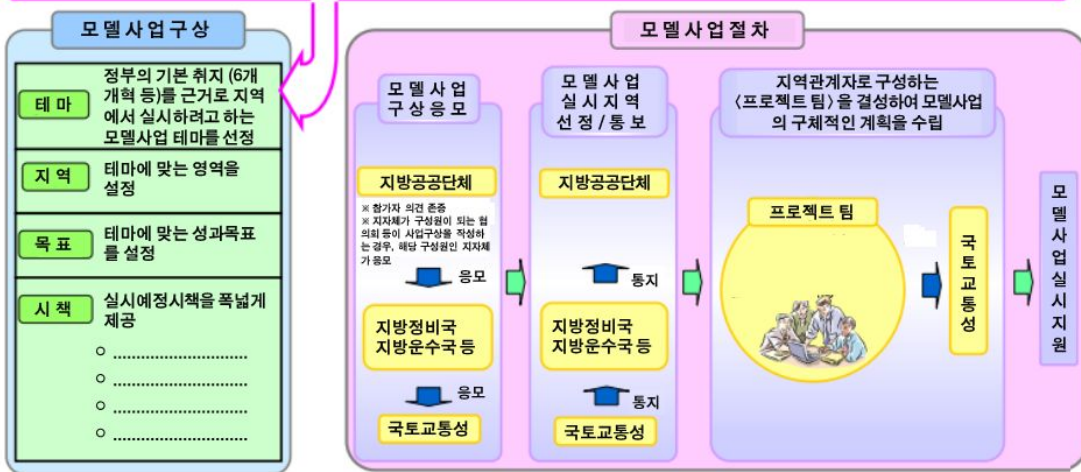 모델사업구상
테마
정부의 기본 취지 (6개
개혁 등)를 근거로 지역
에서 실시하려고 하는
모델사업 테마를 선정
지역
테마에 맞는 영역을
설정
목표
테마에 맞는 성과목표
를 설정
시책
실시예정시책을 폭넓게
제공
○ ...........................
○ ...........................
○ ...........................
○ ...........................
모델사업절차
모델사업
구상응모
지방공공단체
※ 참가자 의견 존중
※ 지자체가 구성원이 되는 협
의회 등이 사업구상을 작성하
는 경우, 해당 구성원인 지자체
가 응모
응모
지방정비국
지방운수국 등
응모
국토교통성
모델사업
실시지역
선정 / 통보
지방공공단체
통지
지방정비국
지방운수국 등
통지
국토교통성
지역관계자로 구성하는
〈프로젝트 팀〉을 결성하여 모델사업
의 구체적인 계획을 수립
프로젝트 팀
국토교통성
모델사업실시지원